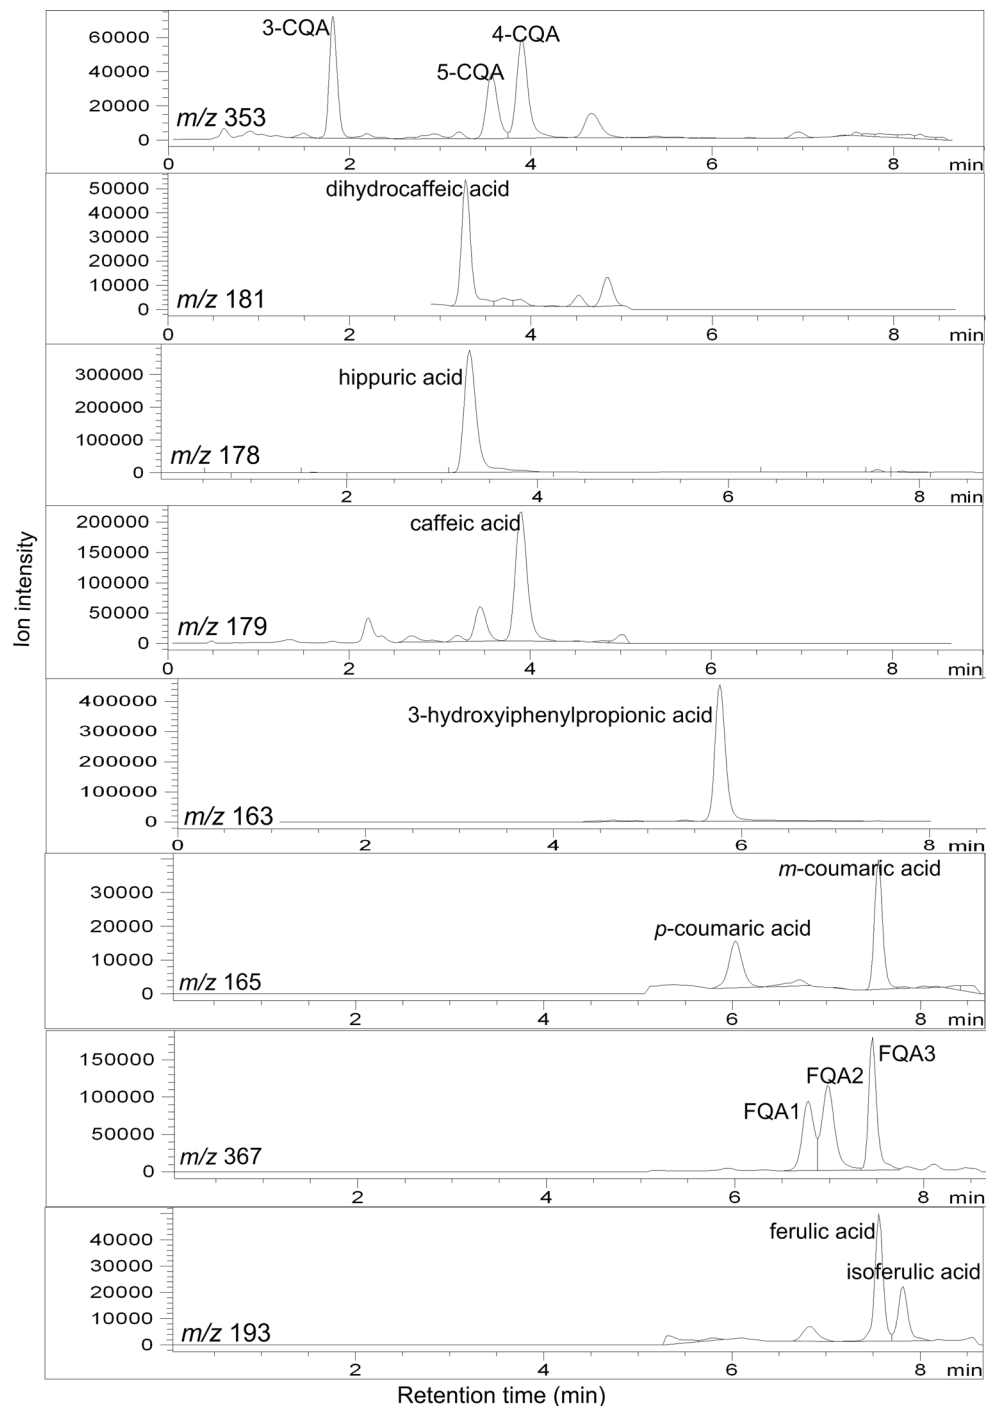 3-CQA
4-CQA
5-CQA
60000
40000
20000
0
m/z 353
0 2 4 6 8 min
dihydrocaffeic acid
50000
40000
30000
20000
10000
0
m/z 181
0 2 4 6 8 min
hippuric acid
300000
200000
100000
0
m/z 178
2 4 6 8 min
caffeic acid
200000
150000
100000
50000
0
m/z 179
0 2 4 6 8 min
3-hydroxyiphenylpropionic acid
400000
300000
200000
100000
0
m/z 163
0 2 4 6 8 min
m-coumaric acid
p-coumaric acid
30000
20000
10000
0
m/z 165
2 4 6 8 min
FQA3
FQA2
FQA1
150000
100000
50000
0
m/z 367
2 4 6 8 min
ferulic acid
isoferulic acid
40000
30000
20000
10000
0
m/z 193
2 4 6 8 min
Ion intensity
Retention time (min)